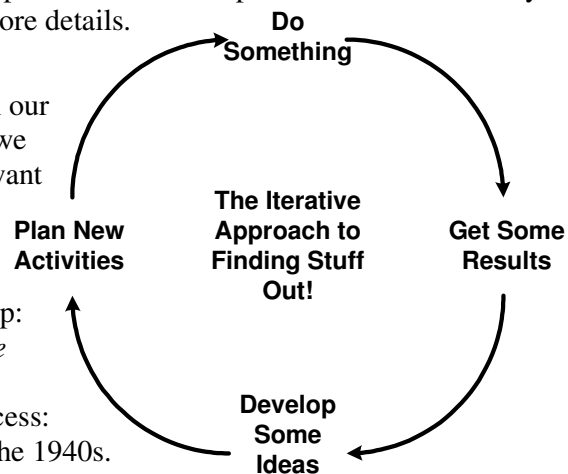 ore details.
Do
Something
our
we
vant
The Iterative
Approach to
Finding Stuff
Out!
Plan New
Activities
Get Some
Results
p:
e
cess:
he 1940s.
Develop
Some
Ideas